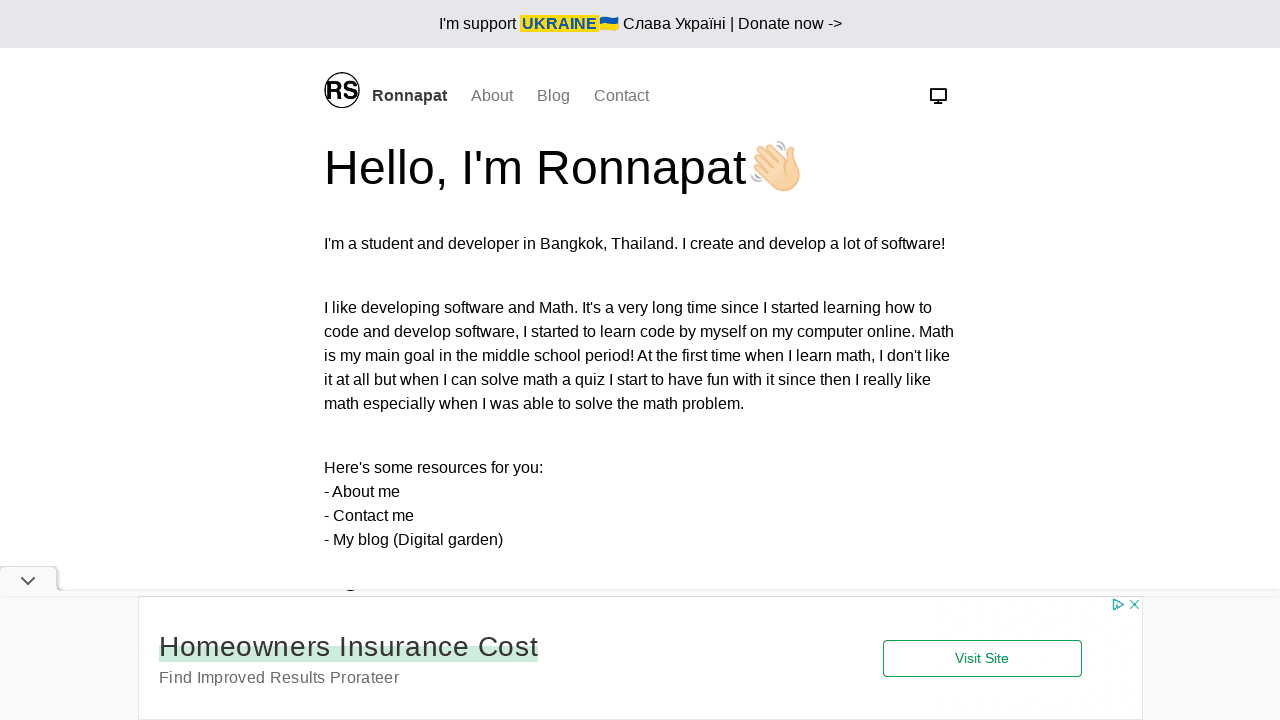 I'm support UKRAINE🇺🇦 Слава Україні | Donate now ->
RS Ronnapat About Blog Contact
Hello, I'm Ronnapat👋🏻
I'm a student and developer in Bangkok, Thailand. I create and develop a lot of software!
I like developing software and Math. It's a very long time since I started learning how to
code and develop software, I started to learn code by myself on my computer online. Math
is my main goal in the middle school period! At the first time when I learn math, I don't like
it at all but when I can solve math a quiz I start to have fun with it since then I really like
math especially when I was able to solve the math problem.
Here's some resources for you:
- About me
- Contact me
- My blog (Digital garden)
Homeowners Insurance Cost
Find Improved Results Prorateer
Visit Site